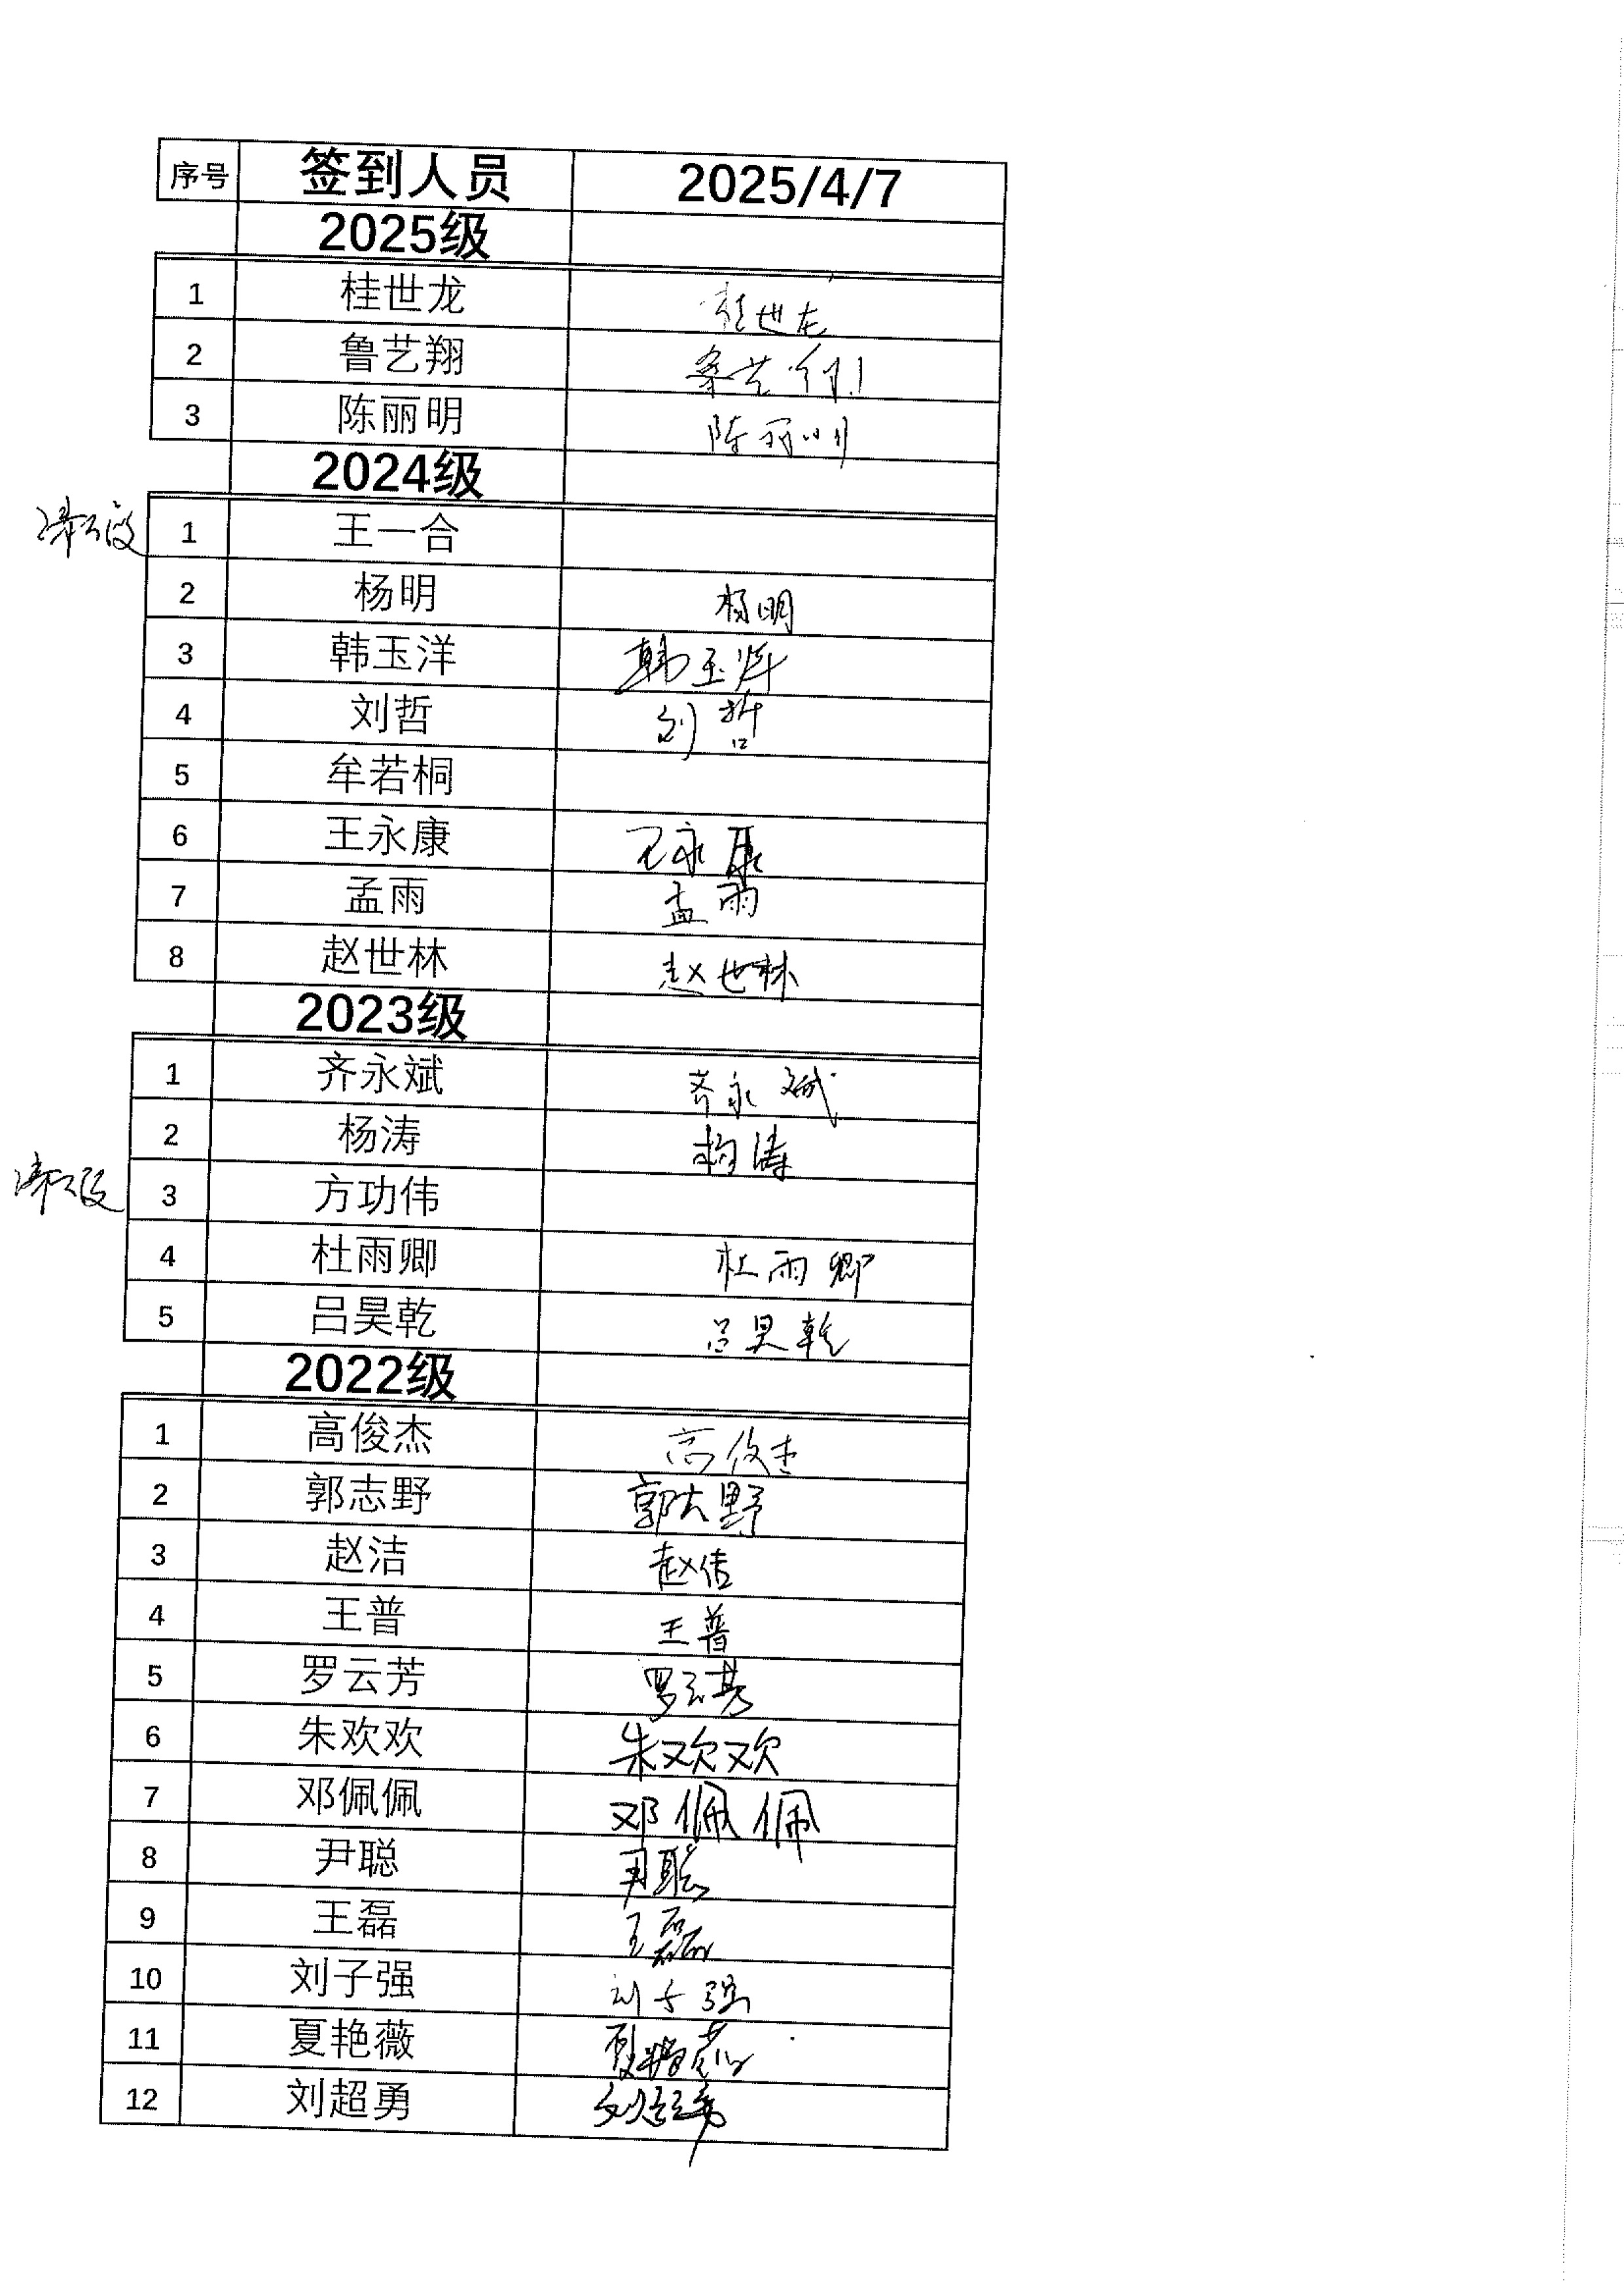 序号 签到人员 2025/4/7
2025级
1 桂世龙 桂世龙
2 鲁艺翔 鲁艺翔
3 陈丽明 陈丽明
2024级
1 王一合
2 杨明 杨明
3 韩玉洋 韩玉洋
4 刘哲 刘哲
5 牟若桐
6 王永康 王永康
7 孟雨 孟雨
8 赵世林 赵世林
2023级
1 齐永斌 齐永斌
2 杨涛 杨涛
3 方功伟
4 杜雨卿 杜雨卿
5 吕昊乾 吕昊乾
2022级
1 高俊杰 高俊杰
2 郭志野 郭志野
3 赵洁 赵洁
4 王普 王普
5 罗云芳 罗云芳
6 朱欢欢 朱欢欢
7 邓佩佩 邓佩佩
8 尹聪 尹聪
9 王磊 王磊
10 刘子强 刘子强
11 夏艳薇 夏艳薇
12 刘超勇 刘超勇